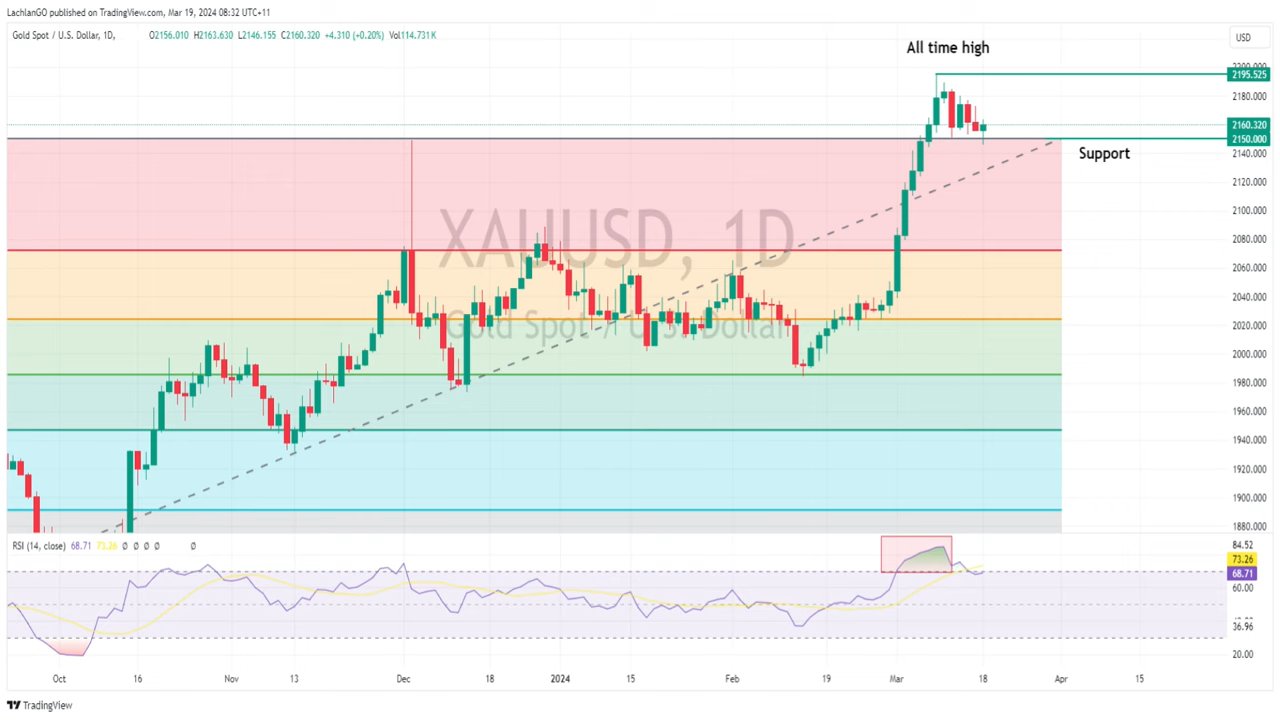 LachlanGO published on TradingView.com, Mar 19, 2024 08:32 UTC+11
Gold Spot / U.S. Dollar, 1D, O2156.010 H2163.630 L2146.155 C2160.320 +4.310 (+0.20%) Vol114.731K
USD
All time high
2200.000
2195.525
2180.000
2160.320
2150.000
Support
2140.000
2120.000
2100.000
XAUUSD, 1D
2080.000
2060.000
2040.000
Gold Spot / U.S. Dollar
2020.000
2000.000
1980.000
1960.000
1940.000
1920.000
1900.000
1880.000
RSI (14, close) 68.71 73.26 Ø Ø Ø Ø Ø
84.52
73.26
68.71
60.00
36.96
20.00
Oct 16 Nov 13 Dec 18 2024 15 Feb 19 Mar 18 Apr 15
TradingView